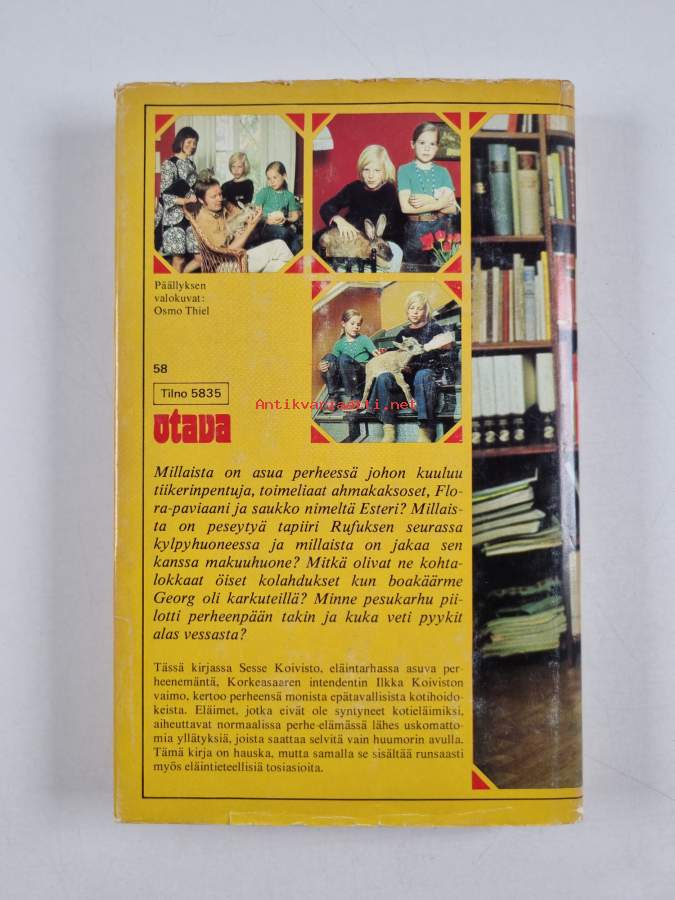 Päällyksen
valokuvat:
Osmo Thiel
58
Tilno 5835
otava
Antikvariaatti.net
Millaista on asua perheessä johon kuuluu
tiikerinpentuja, toimeliaat ahmakaksoset, Flo-
ra-paviaani ja saukko nimeltä Esteri? Millais-
ta on peseytyä tapiiri Rufuksen seurassa
kylpyhuoneessa ja millaista on jakaa sen
kanssa makuuhuone? Mitkä olivat ne kohta-
lokkaat öiset kolahdukset kun boakäärme
Georg oli karkuteillä? Minne pesukarhu pii-
lotti perheenpään takin ja kuka veti pyykit
alas vessasta?
Tässä kirjassa Sesse Koivisto, eläintarhassa asuva per-
heenemäntä, Korkeasaaren intendentin Ilkka Koiviston
vaimo, kertoo perheensä monista epätavallisista kotihoido-
keista. Eläimet, jotka eivät ole syntyneet kotieläimiksi,
aiheuttavat normaalissa perhe-elämässä lähes uskomatto-
mia yllätyksiä, joista saattaa selvitä vain huumorin avulla.
Tämä kirja on hauska, mutta samalla se sisältää runsaasti
myös eläintieteellisiä tosiasioita.